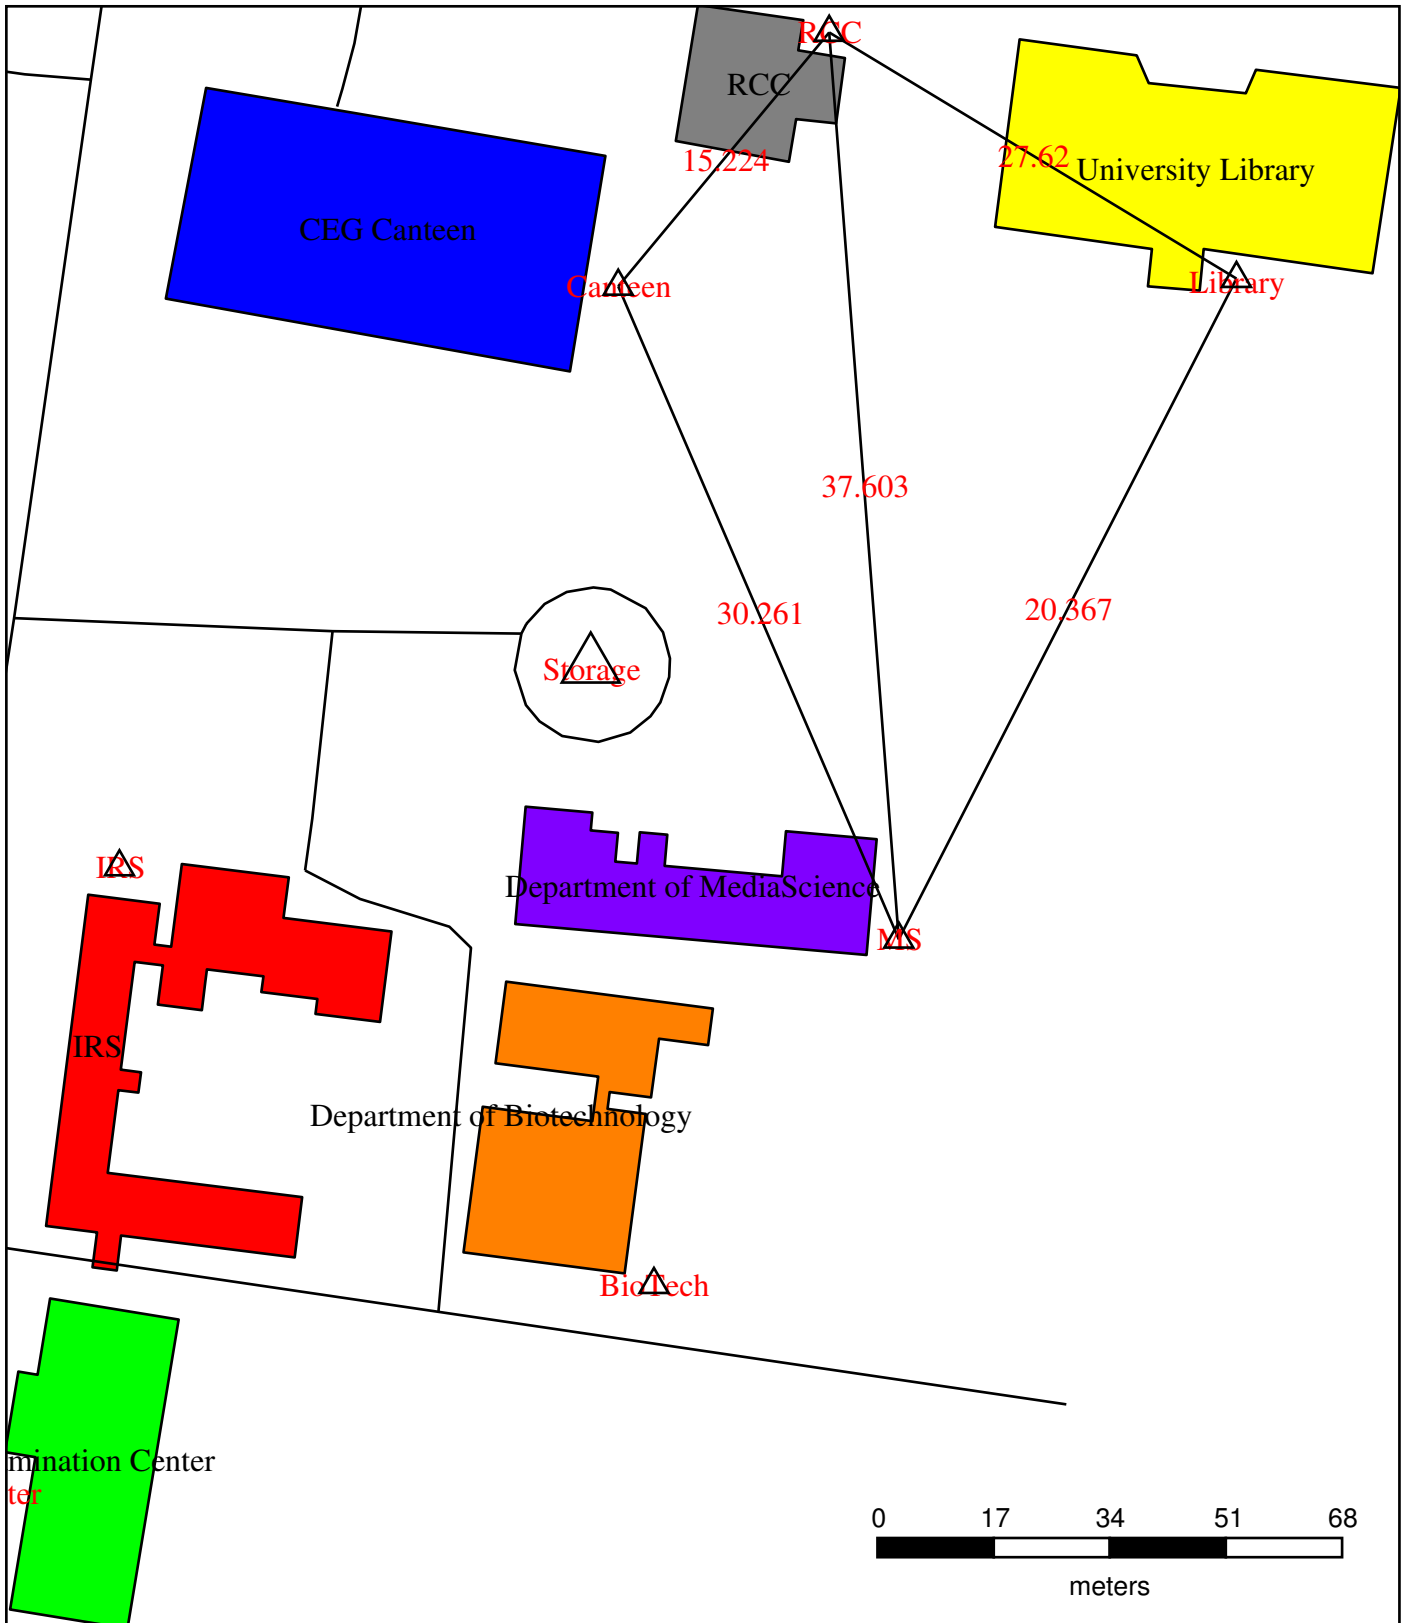 RCC
RCC
15.224
27.62
University Library
CEG Canteen
Canteen
Library
37.603
30.261
20.367
Storage
IRS
Department of MediaScience
MS
IRS
Department of Biotechnology
BioTech
mination Center
ter
0 17 34 51 68
meters